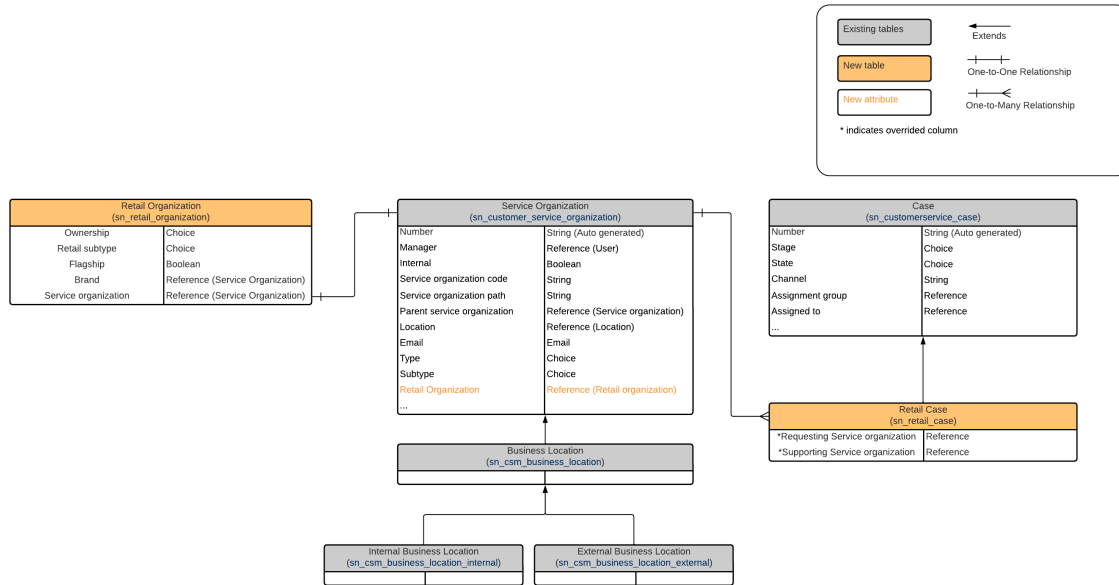 Existing tables
Extends
New table
One-to-One Relationship
New attribute
One-to-Many Relationship
* indicates overrided column
Retail Organization
(sn_retail_organization)
Ownership Choice
Retail subtype Choice
Flagship Boolean
Brand Reference (Service Organization)
Service organization Reference (Service Organization)
Service Organization
(sn_customer_service_organization)
Number String (Auto generated)
Manager Reference (User)
Internal Boolean
Service organization code String
Service organization path String
Parent service organization Reference (Service organization)
Location Reference (Location)
Email Email
Type Choice
Subtype Choice
Retail Organization Reference (Retail organization)
...
Case
(sn_customerservice_case)
Number String (Auto generated)
Stage Choice
State Choice
Channel String
Assignment group Reference
Assigned to Reference
...
Retail Case
(sn_retail_case)
*Requesting Service organization Reference
*Supporting Service organization Reference
Business Location
(sn_csm_business_location)
Internal Business Location
(sn_csm_business_location_internal)
External Business Location
(sn_csm_business_location_external)